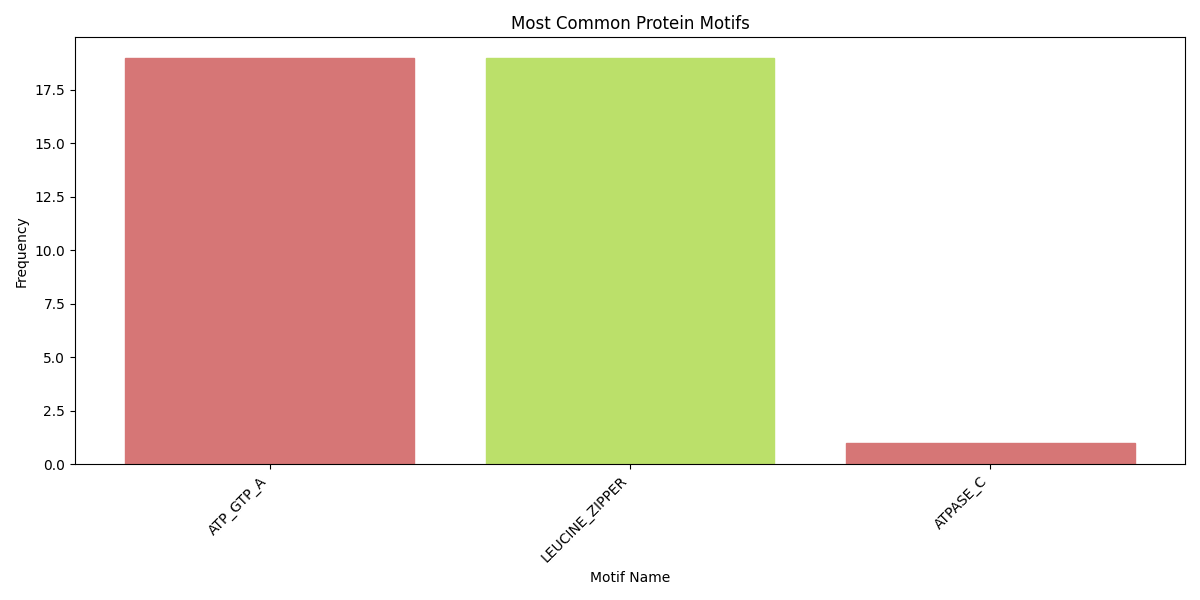 Most Common Protein Motifs
Frequency
17.5
15.0
12.5
10.0
7.5
5.0
2.5
0.0
ATP_GTP_A
LEUCINE_ZIPPER
ATPASE_C
Motif Name